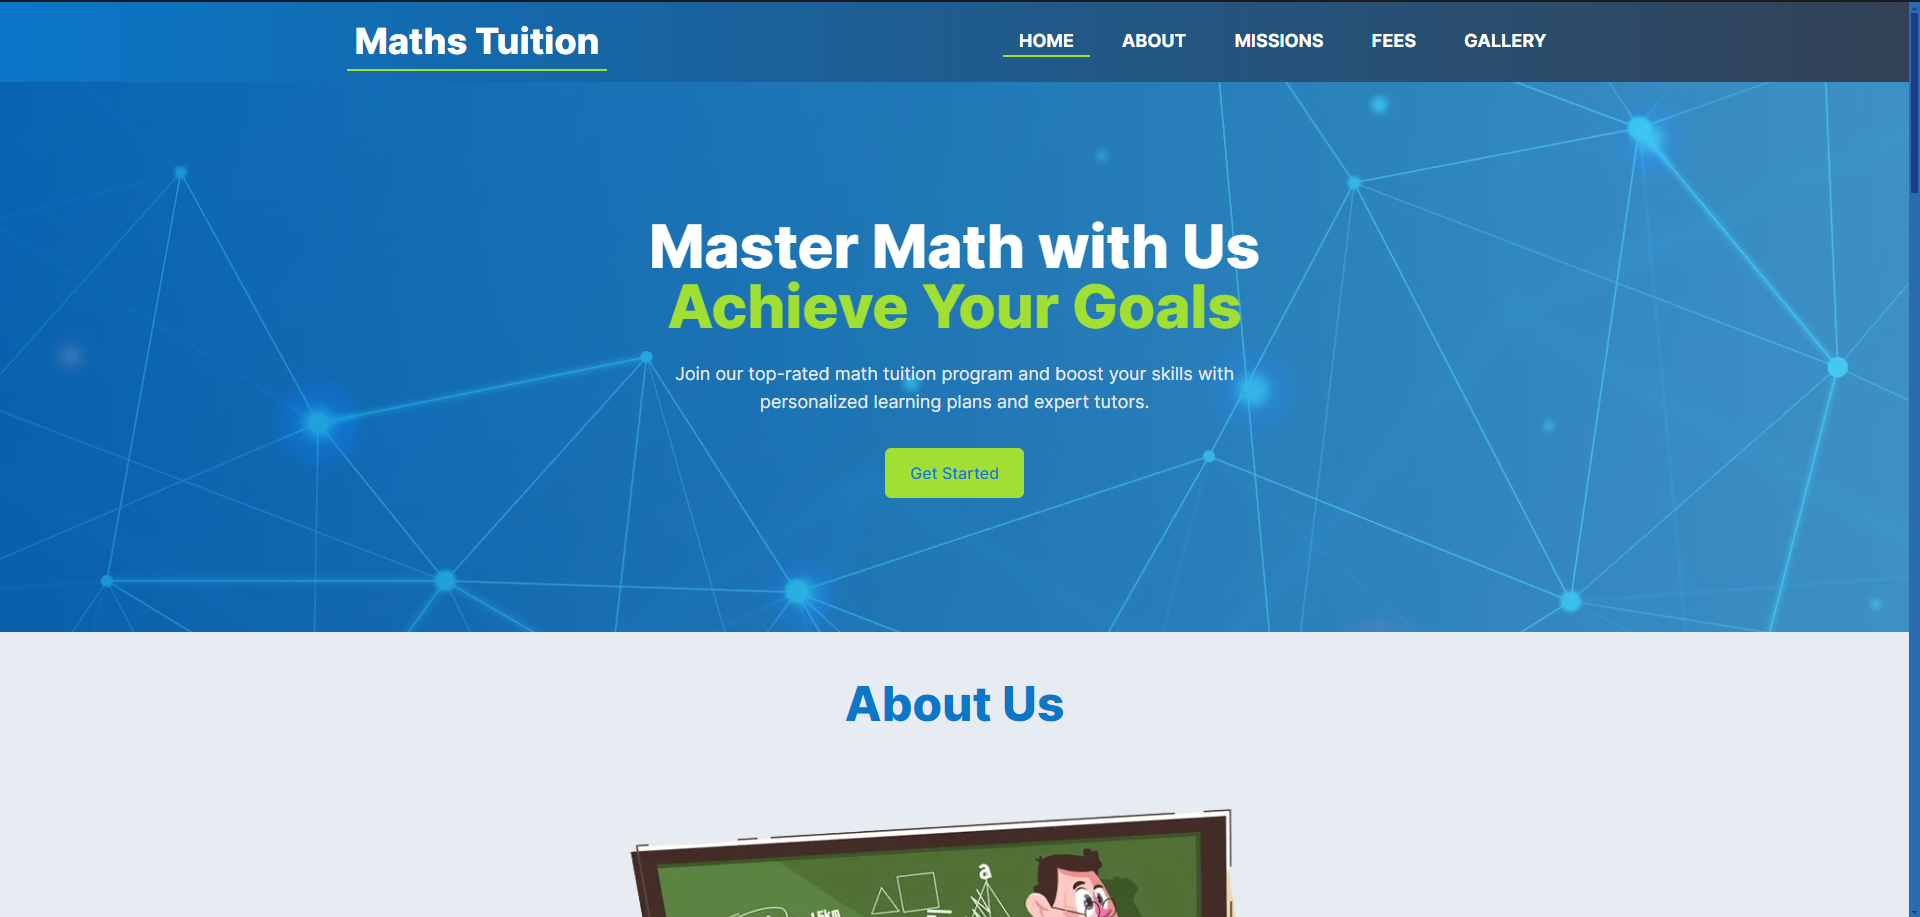 Maths Tuition
HOME ABOUT MISSIONS FEES GALLERY
Master Math with Us
Achieve Your Goals
Join our top-rated math tuition program and boost your skills with
personalized learning plans and expert tutors.
Get Started
About Us
a